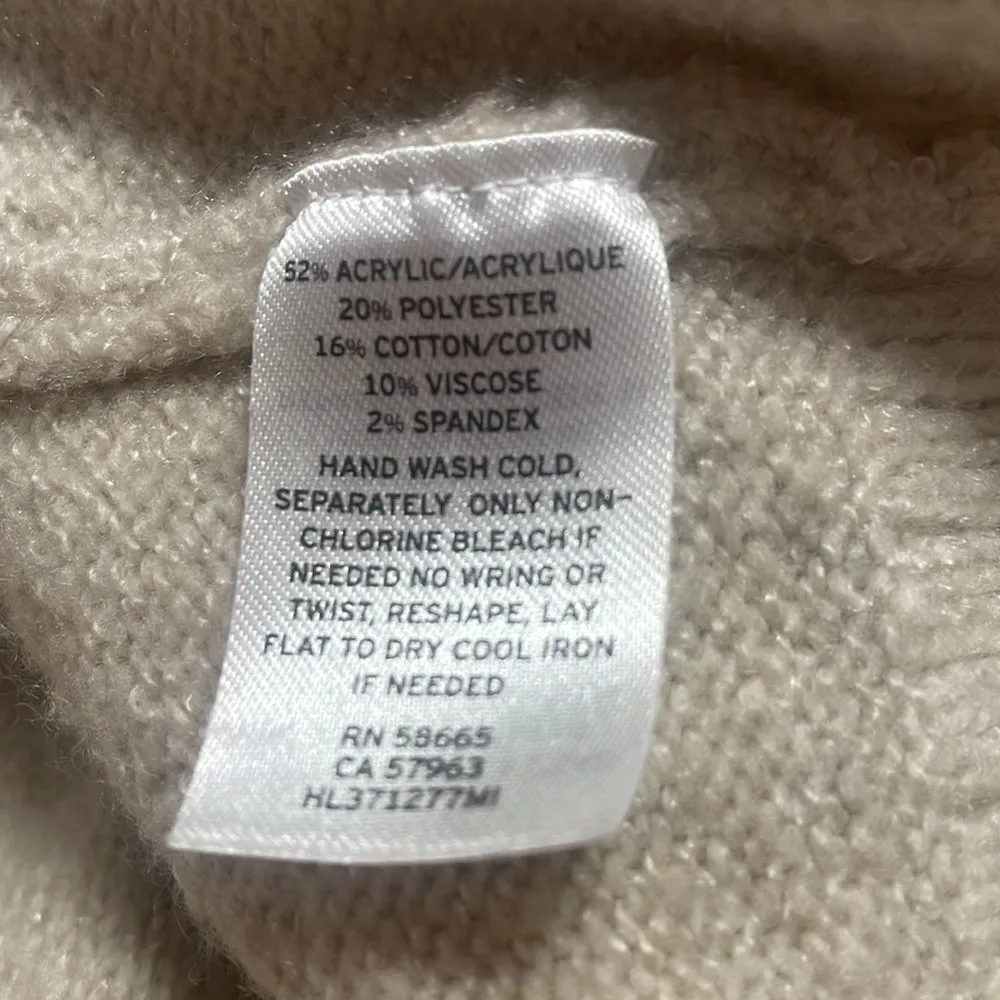 52% ACRYLIC/ACRYLIQUE
20% POLYESTER
16% COTTON/COTON
10% VISCOSE
2% SPANDEX
HAND WASH COLD,
SEPARATELY ONLY NON-
CHLORINE BLEACH IF
NEEDED NO WRING OR
TWIST, RESHAPE, LAY
FLAT TO DRY COOL IRON
IF NEEDED
RN 58665
CA 57963
HL371277MI